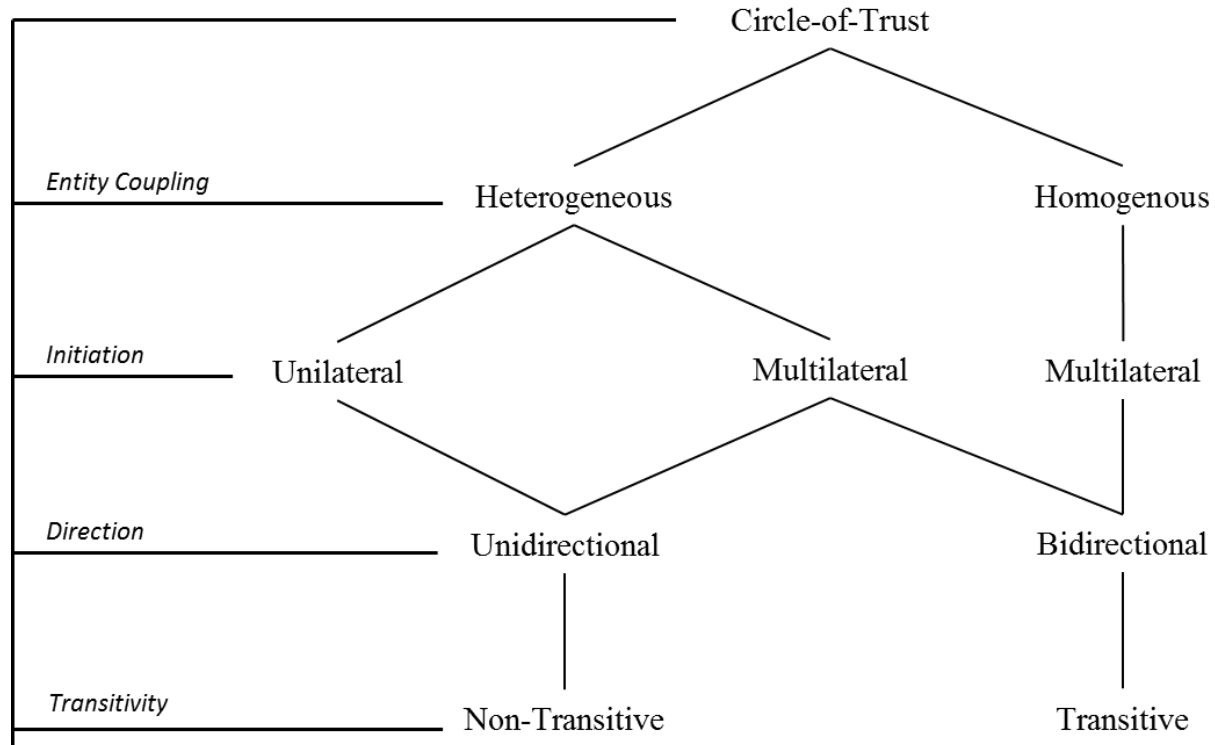 Circle-of-Trust
Entity Coupling
Heterogeneous
Homogenous
Initiation
Unilateral
Multilateral
Multilateral
Direction
Unidirectional
Bidirectional
Transitivity
Non-Transitive
Transitive